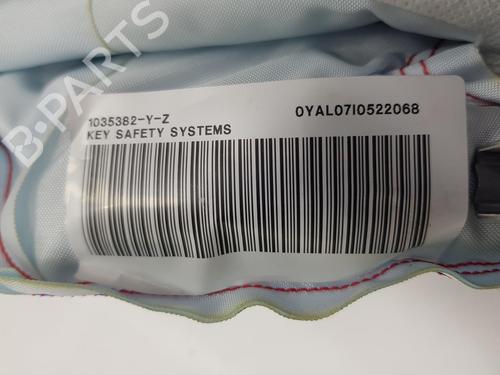 B-PARTS
1035382-Y-Z
KEY SAFETY SYSTEMS
0YAL07I0522068